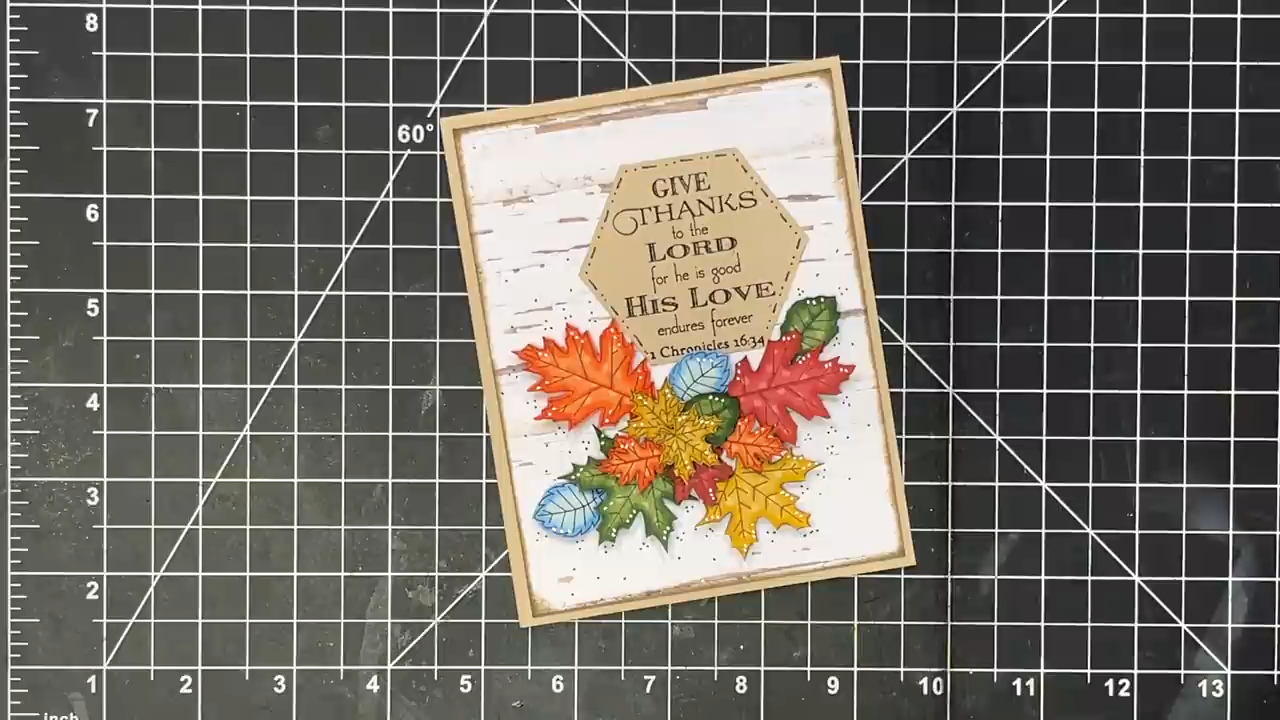 8
7
60°
6
5
4
3
2
1 2 3 4 5 6 7 8 9 10 11 12 13
inch
GIVE
THANKS
to the
LORD
for he is good
HIS LOVE
endures forever
1 Chronicles 16:34